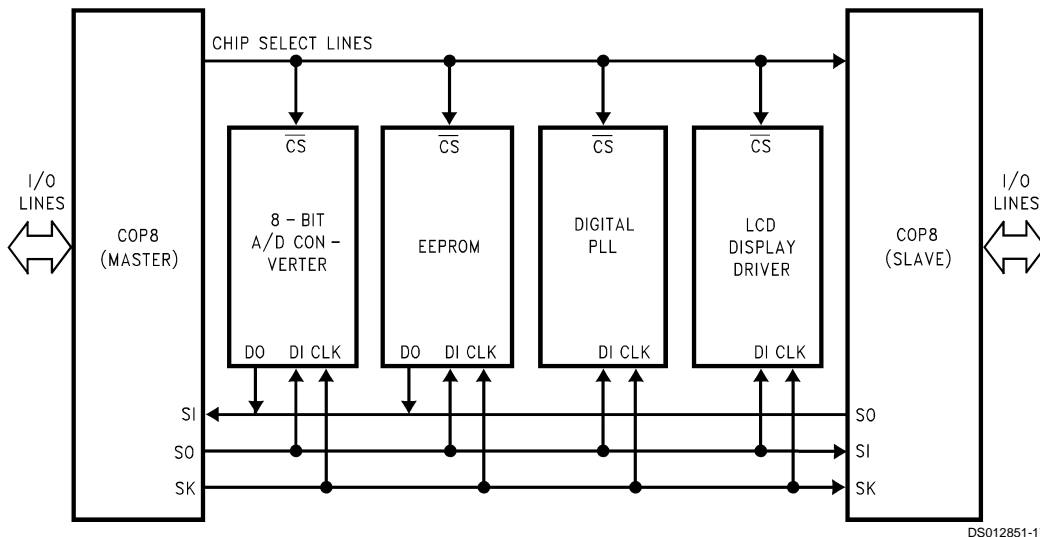 CHIP SELECT LINES
CS
CS
CS
CS
I/O
LINES
COP8
(MASTER)
8 - BIT
A/D CON -
VERTER
EEPROM
DIGITAL
PLL
LCD
DISPLAY
DRIVER
COP8
(SLAVE)
I/O
LINES
DO DI CLK
DO DI CLK
DI CLK
DI CLK
SI
SO
SO
SI
SK
SK